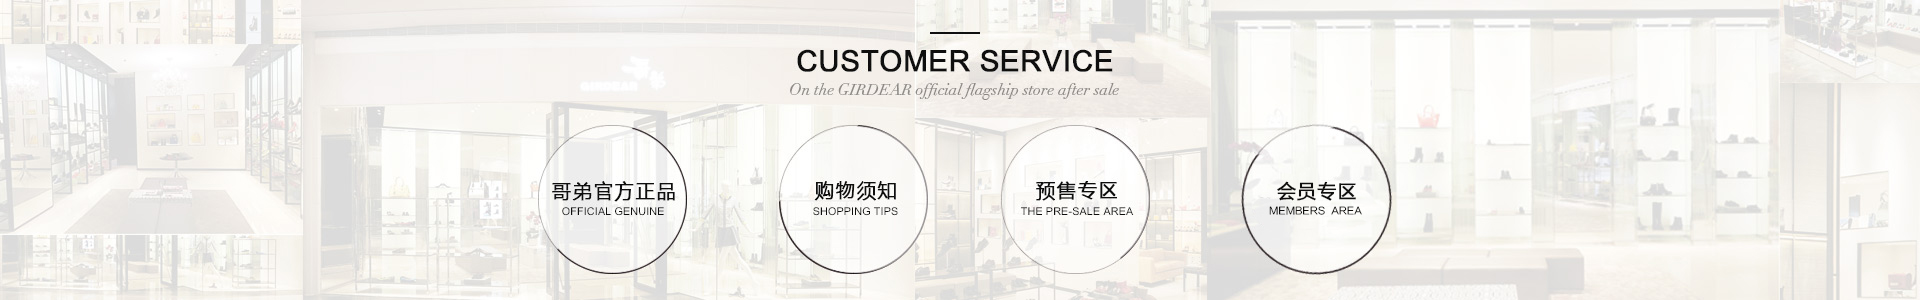 CUSTOMER SERVICE
On the GIRDEAR official flagship store after sale
哥弟官方正品
OFFICIAL GENUINE
购物须知
SHOPPING TIPS
预售专区
THE PRE-SALE AREA
会员专区
MEMBERS AREA
GIRDEAR